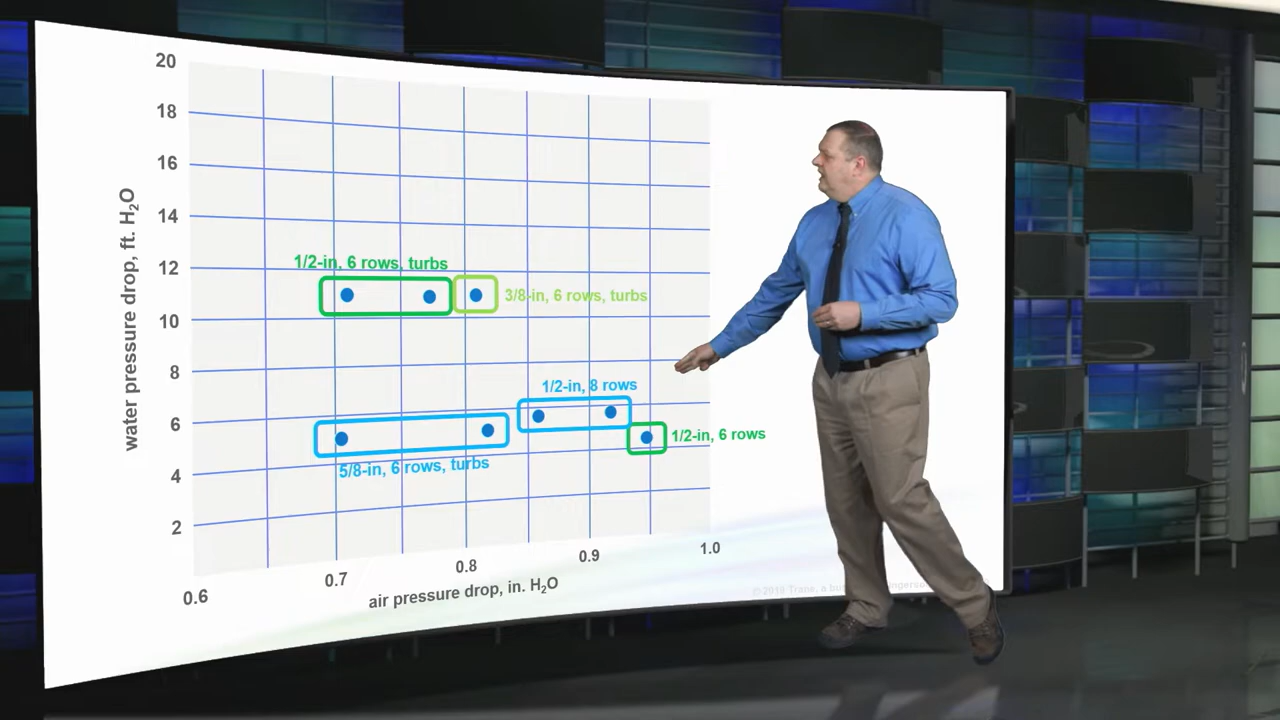 20
18
16
14
12
10
8
6
4
2
water pressure drop, ft. H₂O
1/2-in, 6 rows, turbs
3/8-in, 6 rows, turbs
1/2-in, 8 rows
1/2-in, 6 rows
5/8-in, 6 rows, turbs
0.6
0.7
0.8
0.9
1.0
air pressure drop, in. H₂O
© 2019 Trane, a bu